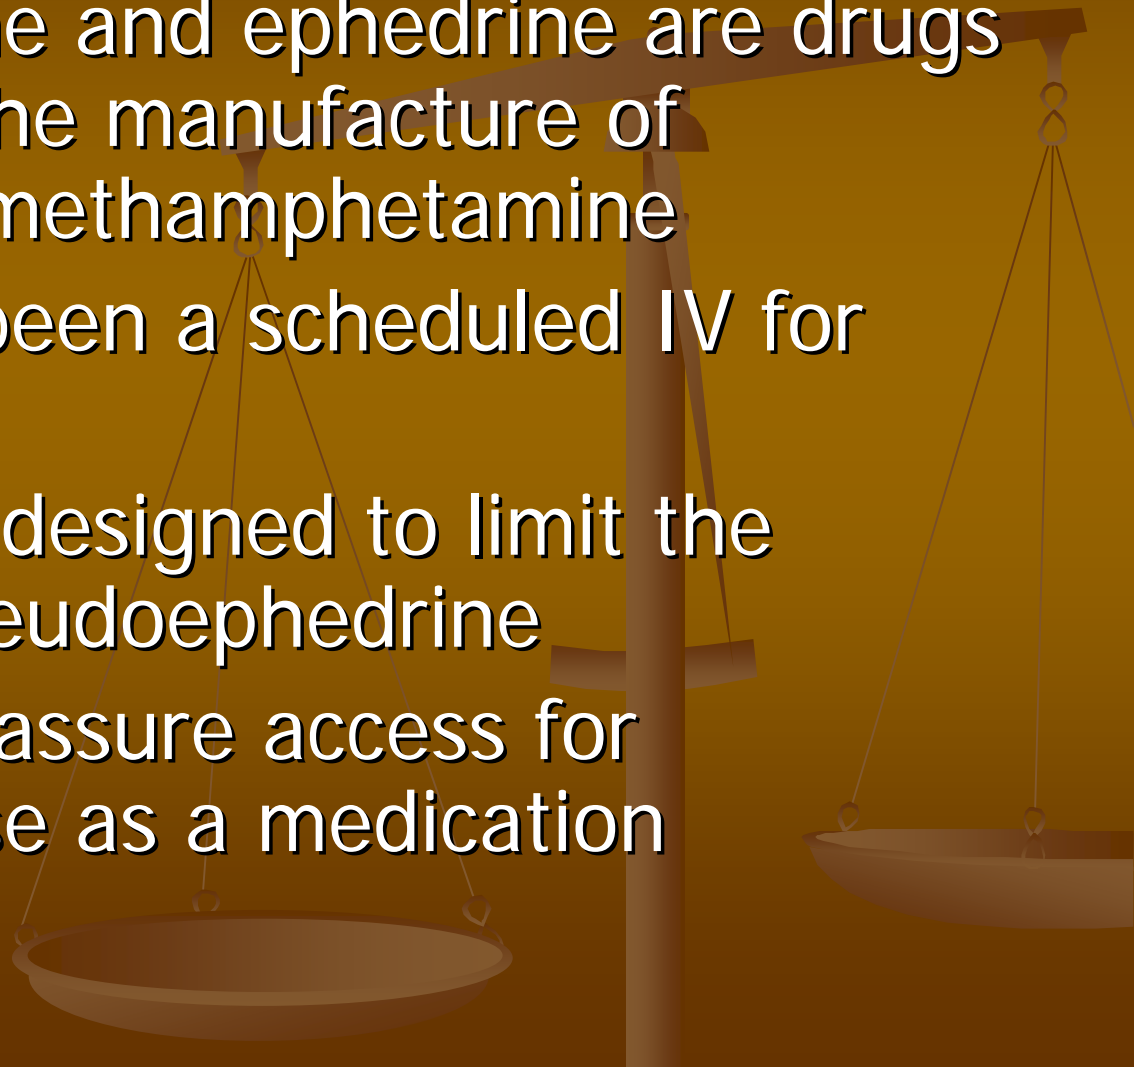 and ephedrine are drugs
manufacture of
methamphetamine
been a scheduled IV for
designed to limit the
eudoephedrine
assure access for
as a medication